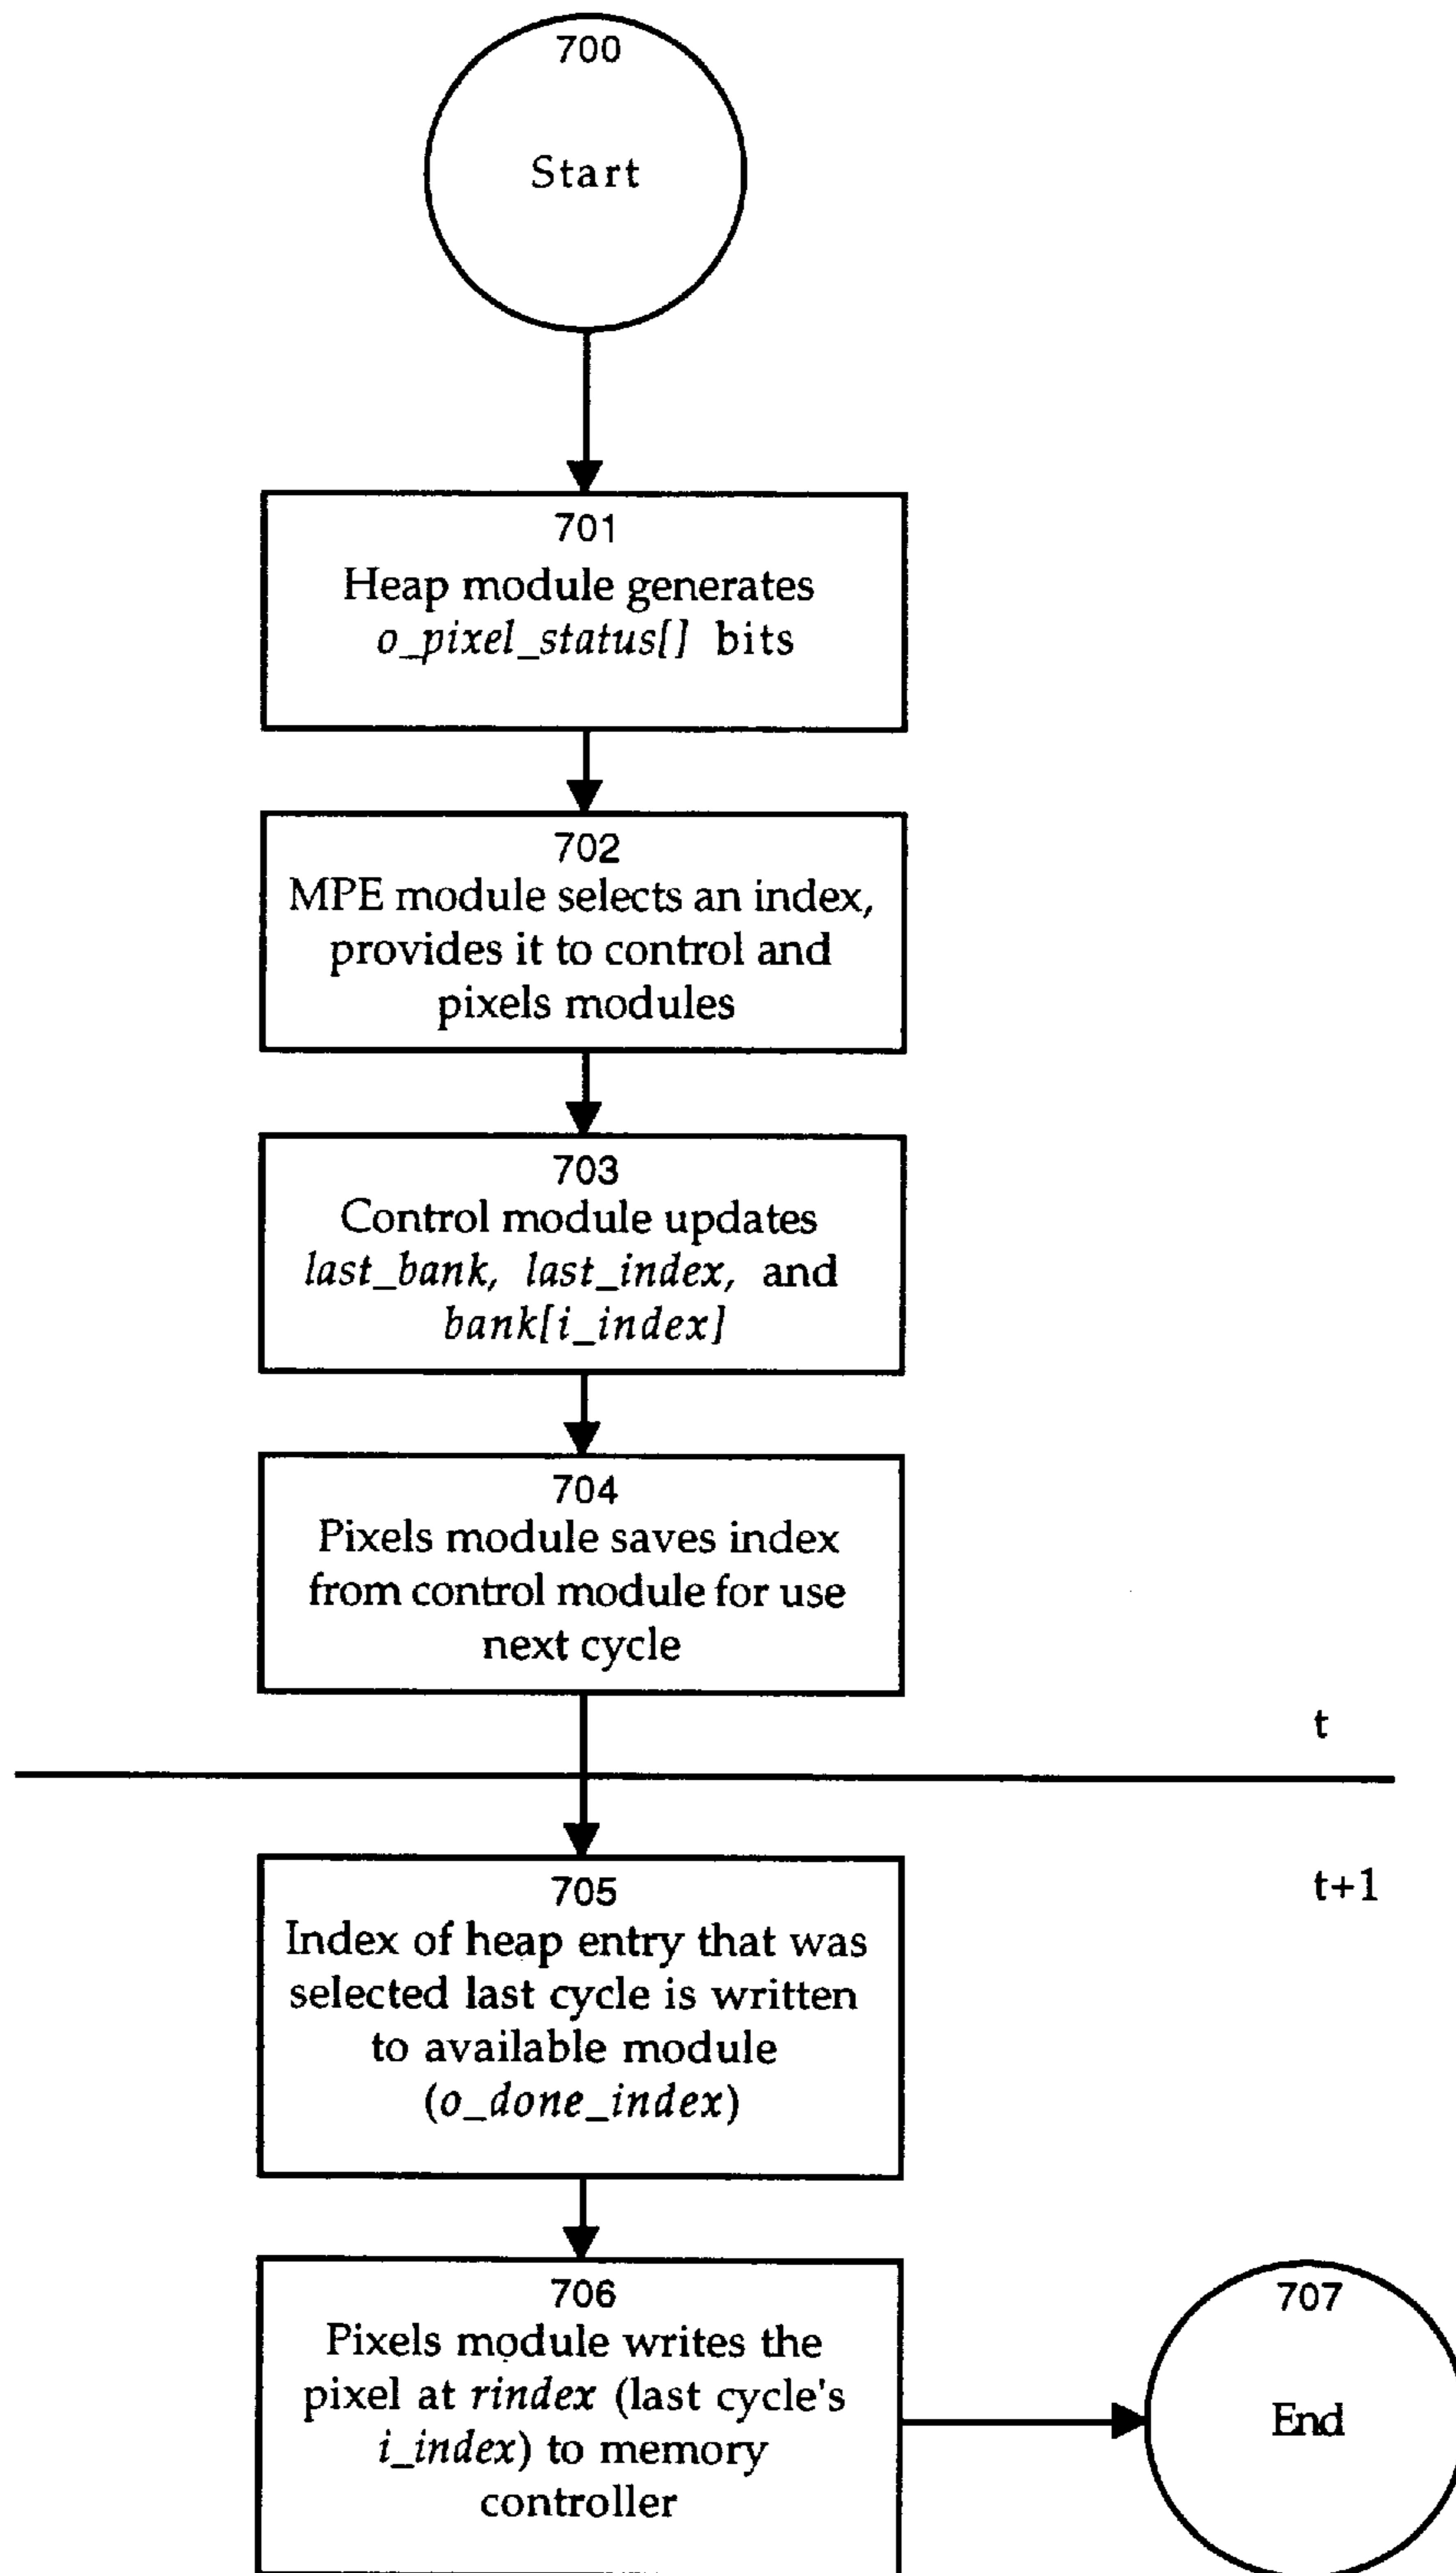 700
Start
701
Heap module generates
o_pixel_status[] bits
702
MPE module selects an index,
provides it to control and
pixels modules
703
Control module updates
last_bank, last_index, and
bank[i_index]
704
Pixels module saves index
from control module for use
next cycle
t
t+1
705
Index of heap entry that was
selected last cycle is written
to available module
(o_done_index)
706
Pixels module writes the
pixel at rindex (last cycle's
i_index) to memory
controller
707
End